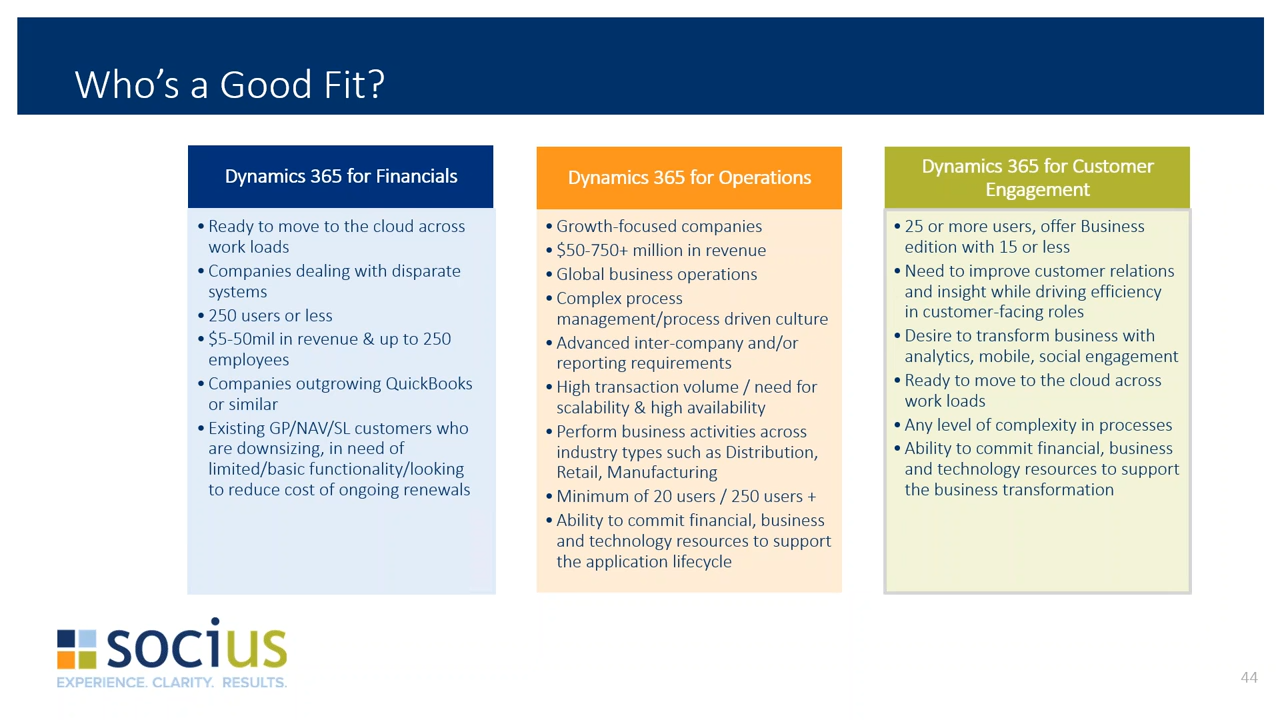 Who's a Good Fit?
Dynamics 365 for Financials
• Ready to move to the cloud across
work loads
• Companies dealing with disparate
systems
• 250 users or less
• $5-50mil in revenue & up to 250
employees
• Companies outgrowing QuickBooks
or similar
• Existing GP/NAV/SL customers who
are downsizing, in need of
limited/basic functionality/looking
to reduce cost of ongoing renewals
Dynamics 365 for Operations
• Growth-focused companies
• $50-750+ million in revenue
• Global business operations
• Complex process
management/process driven culture
• Advanced inter-company and/or
reporting requirements
• High transaction volume / need for
scalability & high availability
• Perform business activities across
industry types such as Distribution,
Retail, Manufacturing
• Minimum of 20 users / 250 users +
• Ability to commit financial, business
and technology resources to support
the application lifecycle
Dynamics 365 for Customer
Engagement
• 25 or more users, offer Business
edition with 15 or less
• Need to improve customer relations
and insight while driving efficiency
in customer-facing roles
• Desire to transform business with
analytics, mobile, social engagement
• Ready to move to the cloud across
work loads
• Any level of complexity in processes
• Ability to commit financial, business
and technology resources to support
the business transformation
socius
EXPERIENCE. CLARITY. RESULTS.
44